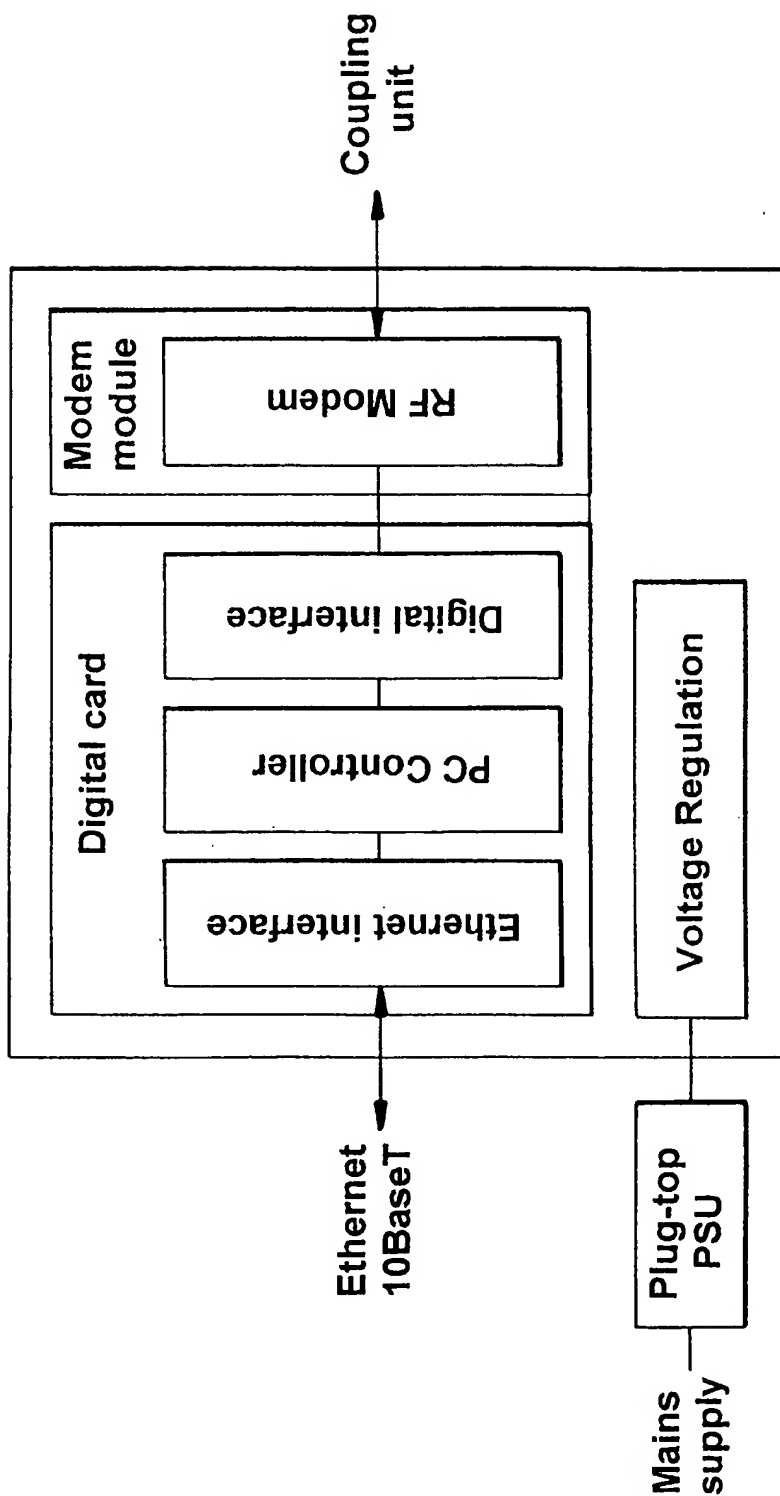 Digital card
Modem
module
Ethernet interface
PC Controller
Digital interface
RF Modem
Ethernet
10BaseT
Coupling
unit
Mains
supply
Plug-top
PSU
Voltage Regulation